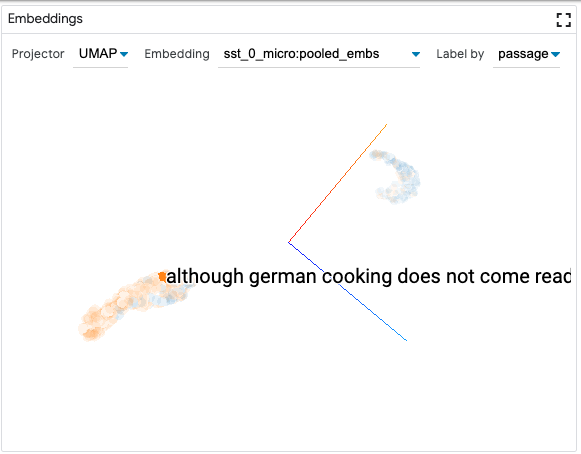 Embeddings
Projector UMAP Embedding sst_0_micro:pooled_embs Label by passage
although german cooking does not come read